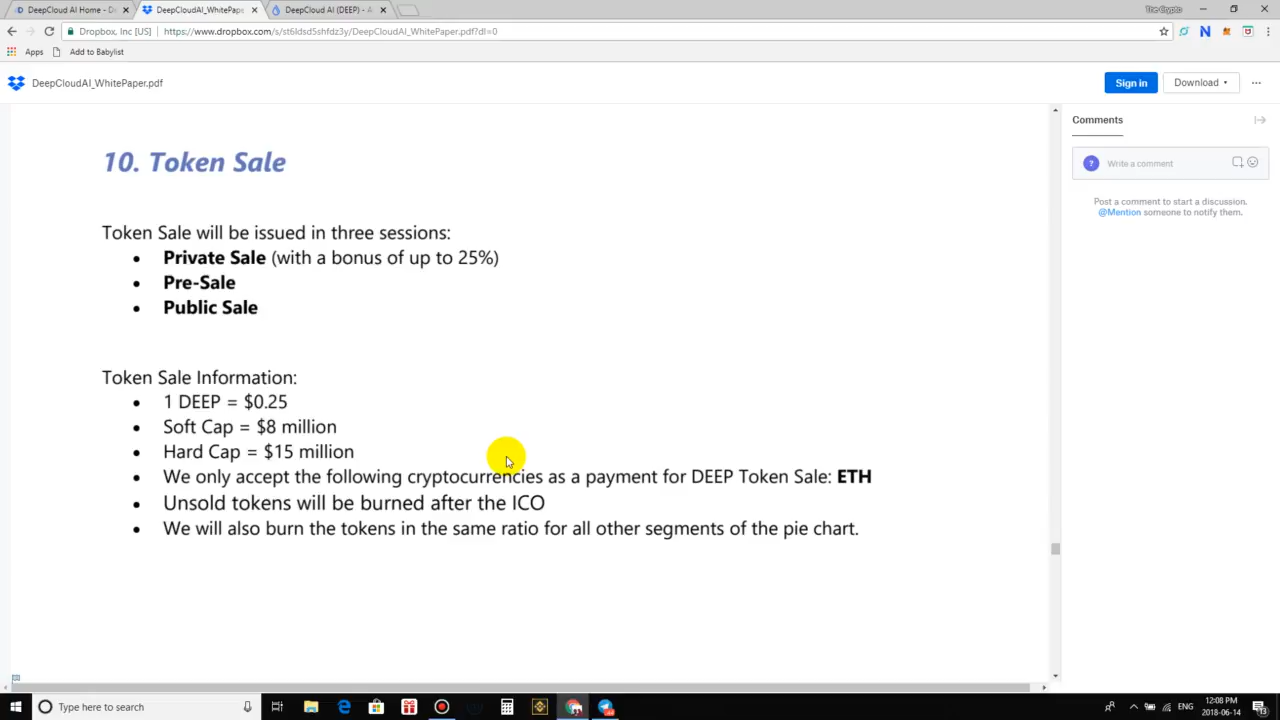 DeepCloud AI Home - De
DeepCloudAI_WhitePape
DeepCloud AI (DEEP) - A
The Crypto
Dropbox, Inc [US]
https://www.dropbox.com/s/st6ldsd5shfdz3y/DeepCloudAI_WhitePaper.pdf?dl=0
Apps
Add to Babylist
DeepCloudAI_WhitePaper.pdf
Sign in
Download
Comments
Write a comment
Post a comment to start a discussion.
@Mention someone to notify them.
10. Token Sale
Token Sale will be issued in three sessions:
• Private Sale (with a bonus of up to 25%)
• Pre-Sale
• Public Sale
Token Sale Information:
• 1 DEEP = $0.25
• Soft Cap = $8 million
• Hard Cap = $15 million
• We only accept the following cryptocurrencies as a payment for DEEP Token Sale: ETH
• Unsold tokens will be burned after the ICO
• We will also burn the tokens in the same ratio for all other segments of the pie chart.
Type here to search
12:08 PM
2018-06-14